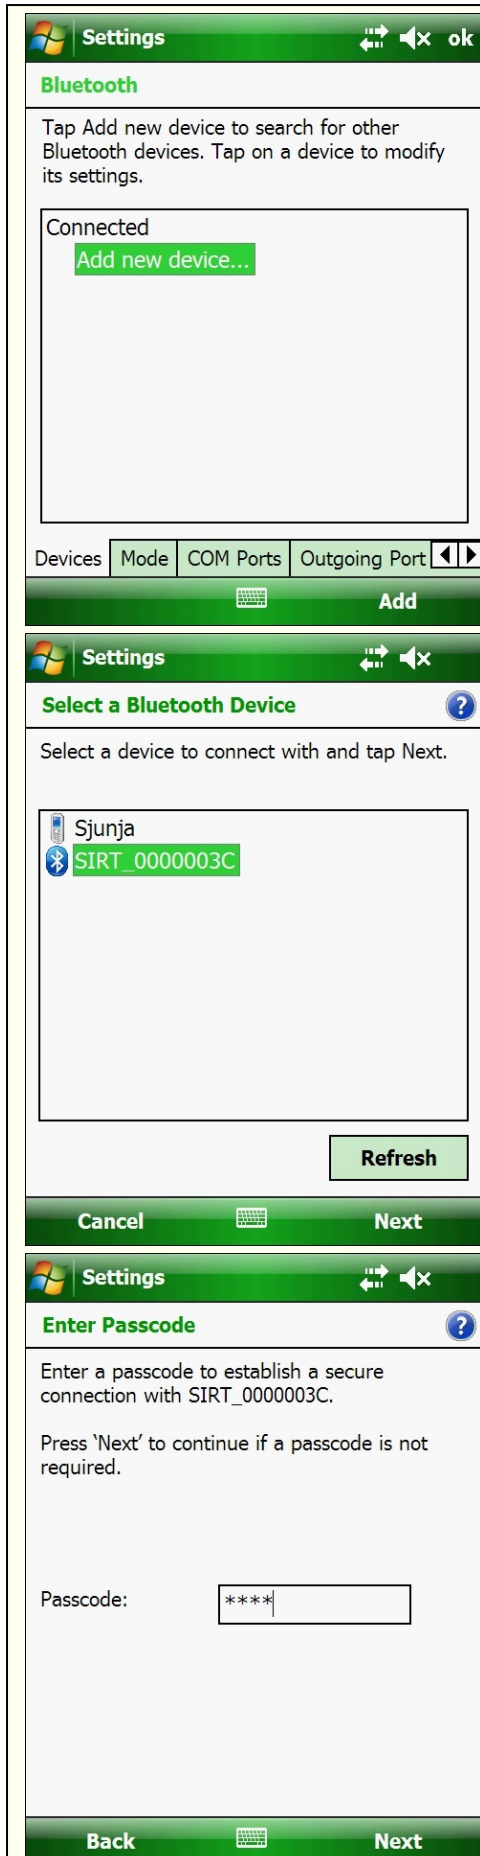 Settings ok
Bluetooth
Tap Add new device to search for other
Bluetooth devices. Tap on a device to modify
its settings.
Connected
Add new device...
Devices Mode COM Ports Outgoing Port
Add
Settings
Select a Bluetooth Device ?
Select a device to connect with and tap Next.
Sjunja
SIRT_0000003C
Refresh
Cancel Next
Settings
Enter Passcode ?
Enter a passcode to establish a secure
connection with SIRT_0000003C.
Press ‘Next’ to continue if a passcode is not
required.
Passcode: ****
Back Next